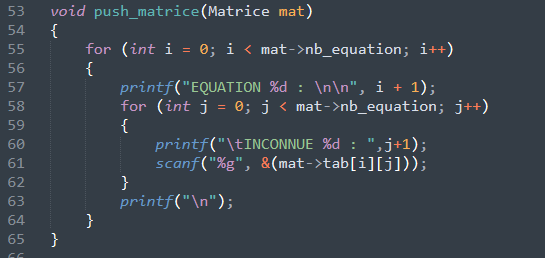 53 void push_matrice(Matrice mat)
54 {
55     for (int i = 0; i < mat->nb_equation; i++)
56     {
57         printf("EQUATION %d : \n\n", i + 1);
58         for (int j = 0; j < mat->nb_equation; j++)
59         {
60             printf("\tINCONNUE %d : ",j+1);
61             scanf("%g", &(mat->tab[i][j]));
62         }
63         printf("\n");
64     }
65 }